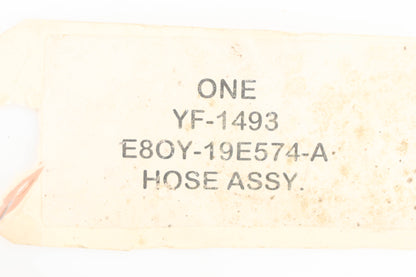 ONE
YF-1493
E8OY-19E574-A
HOSE ASSY.